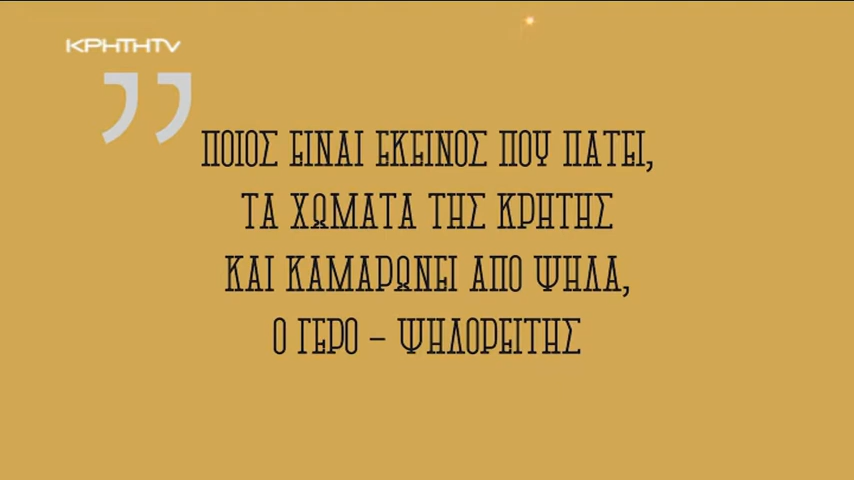 ΚΡΗΤΗTV
ΠΟΙΟΣ ΕΙΝΑΙ ΕΚΕΙΝΟΣ ΠΟΥ ΠΑΤΕΙ,
ΤΑ ΧΩΜΑΤΑ ΤΗΣ ΚΡΗΤΗΣ
ΚΑΙ ΚΑΜΑΡΩΝΕΙ ΑΠΟ ΨΗΛΑ,
Ο ΓΕΡΟ – ΨΗΛΟΡΕΙΤΗΣ